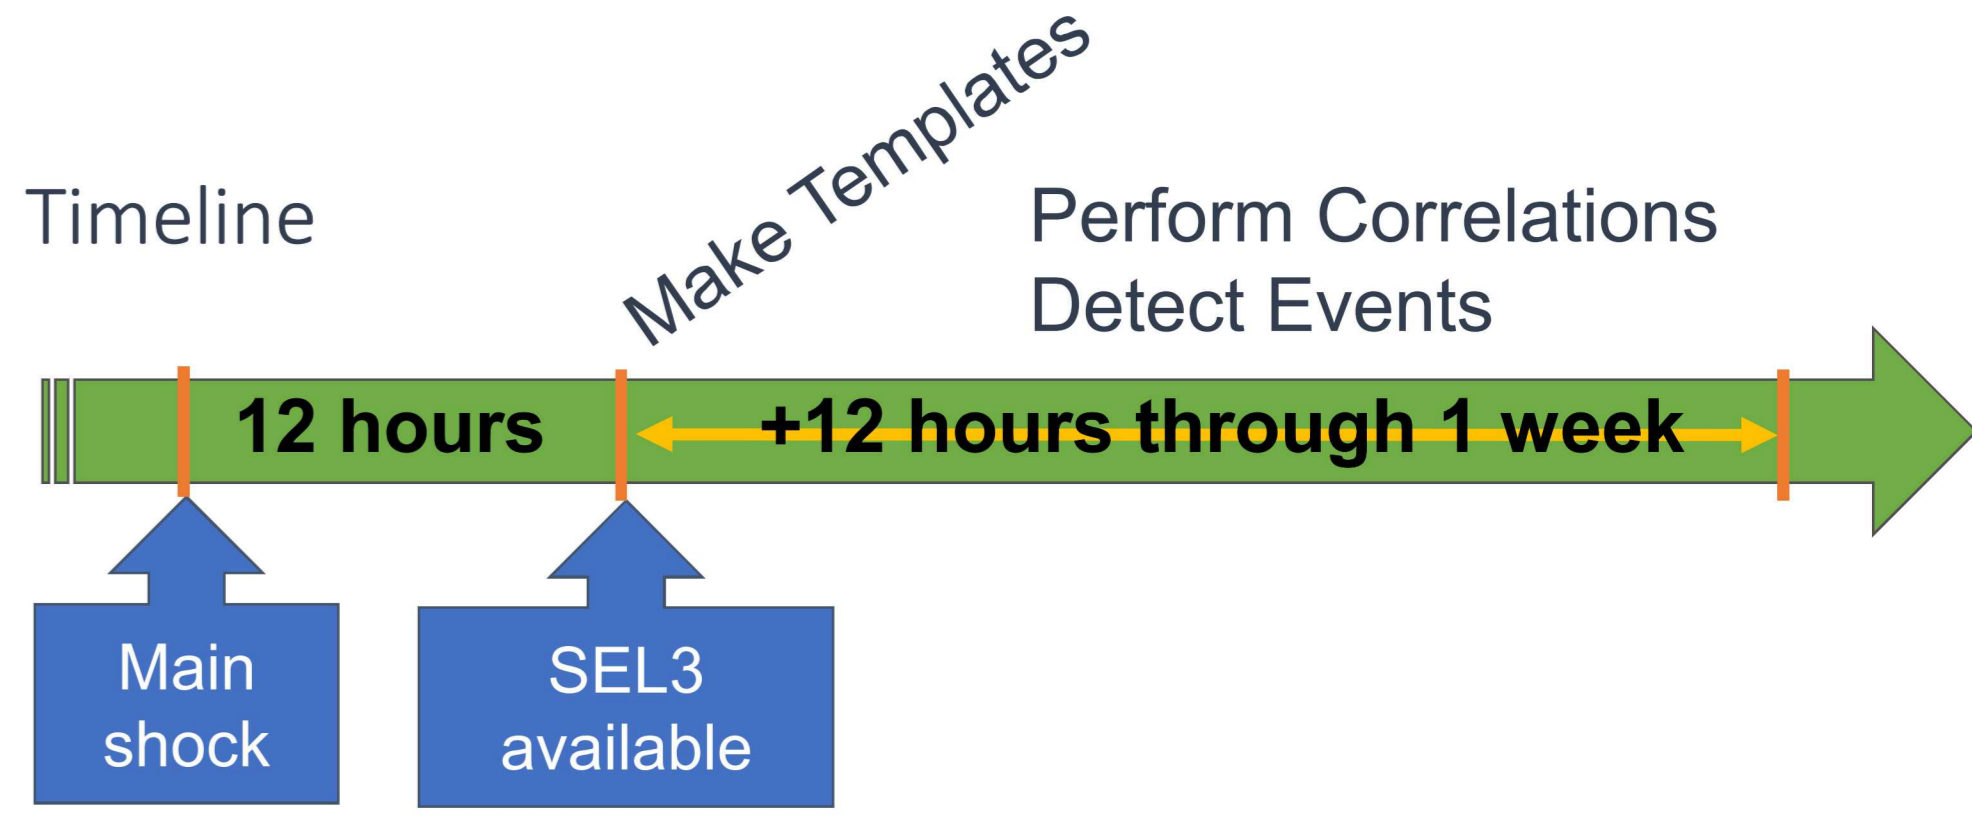 Timeline
Make Templates
Perform Correlations
Detect Events
12 hours
+12 hours through 1 week
Main
shock
SEL3
available